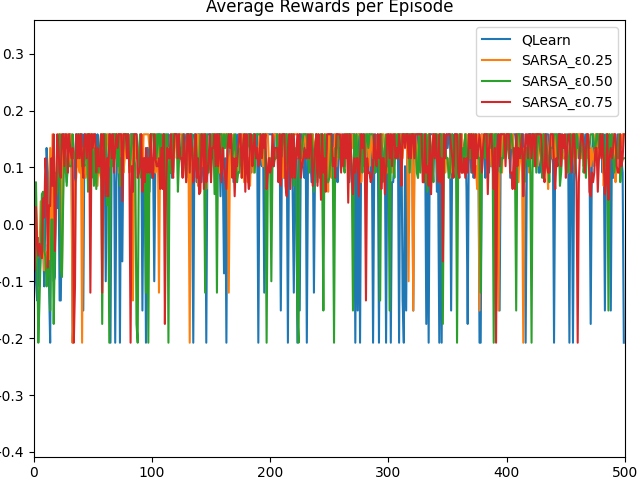 Average Rewards per Episode
QLearn
SARSA_ε0.25
SARSA_ε0.50
SARSA_ε0.75
0.3
0.2
0.1
0.0
-0.1
-0.2
-0.3
-0.4
0 100 200 300 400 500